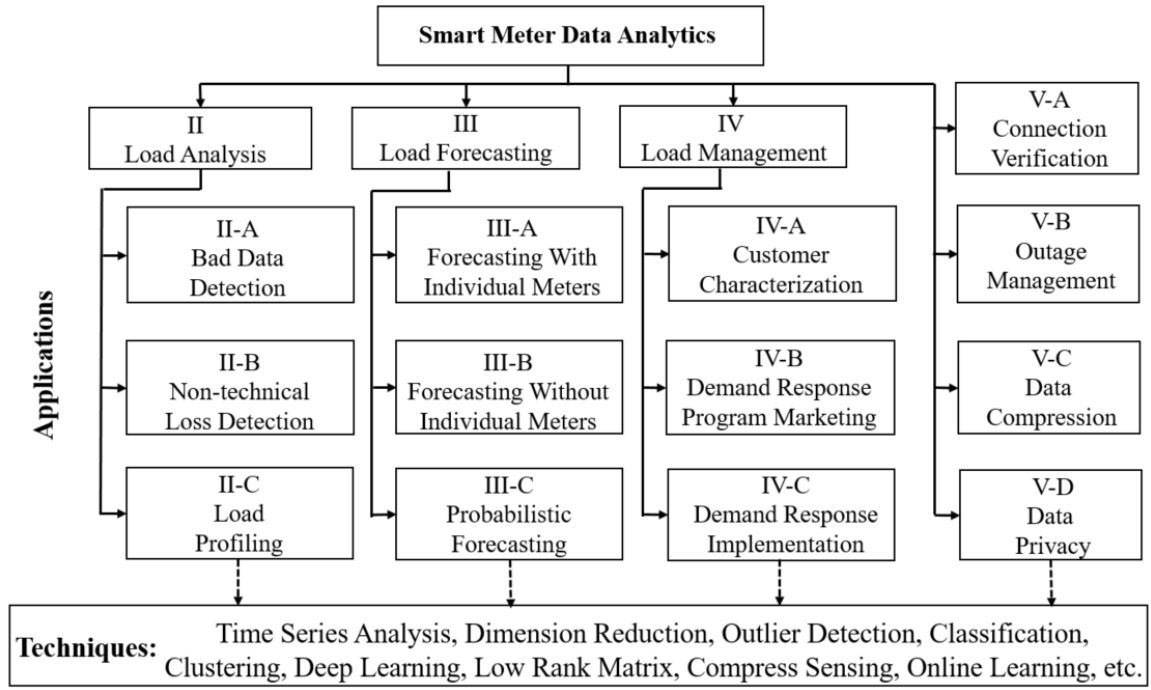 Smart Meter Data Analytics
II
Load Analysis
III
Load Forecasting
IV
Load Management
V-A
Connection
Verification
II-A
Bad Data
Detection
III-A
Forecasting With
Individual Meters
IV-A
Customer
Characterization
V-B
Outage
Management
Applications
II-B
Non-technical
Loss Detection
III-B
Forecasting Without
Individual Meters
IV-B
Demand Response
Program Marketing
V-C
Data
Compression
II-C
Load
Profiling
III-C
Probabilistic
Forecasting
IV-C
Demand Response
Implementation
V-D
Data
Privacy
Techniques: Time Series Analysis, Dimension Reduction, Outlier Detection, Classification,
Clustering, Deep Learning, Low Rank Matrix, Compress Sensing, Online Learning, etc.